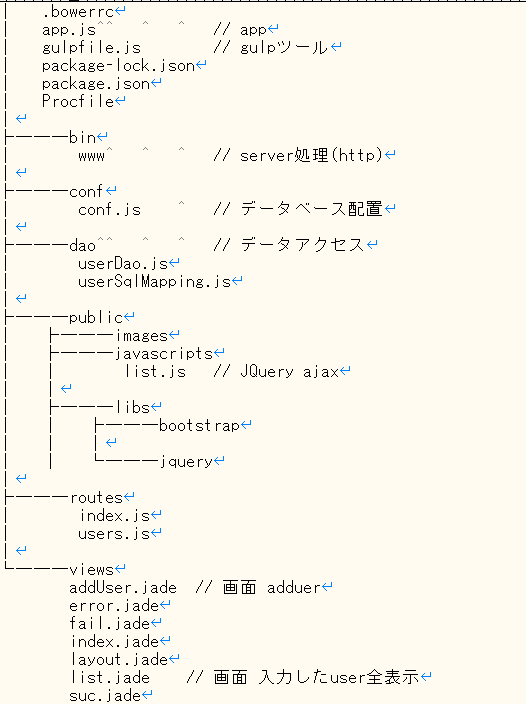 │   .bowerrc
│   app.js^^ ^ ^ // app
│   gulpfile.js // gulpツール
│   package-lock.json
│   package.json
│   Procfile
│
├───bin
│       www^ ^ ^ // server処理(http)
│
├───conf
│       conf.js ^ // データベース配置
│
├───dao^^ ^ ^ // データアクセス
│       userDao.js
│       userSqlMapping.js
│
├───public
│   ├───images
│   ├───javascripts
│   │       list.js // JQuery ajax
│   │
│   ├───libs
│   │   ├───bootstrap
│   │   │
│   │   └───jquery
│
├───routes
│       index.js
│       users.js
│
└───views
        addUser.jade // 画面 adduer
        error.jade
        fail.jade
        index.jade
        layout.jade
        list.jade // 画面 入力したuser全表示
        suc.jade